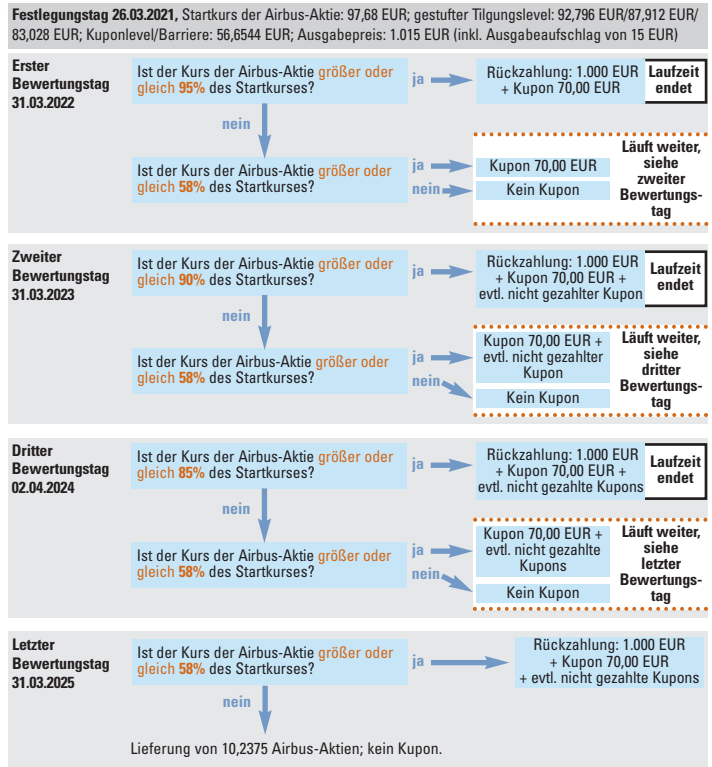 Festlegungstag 26.03.2021, Startkurs der Airbus-Aktie: 97,68 EUR; gestufter Tilgungslevel: 92,796 EUR/87,912 EUR/
83,028 EUR; Kuponlevel/Barriere: 56,6544 EUR; Ausgabepreis: 1.015 EUR (inkl. Ausgabeaufschlag von 15 EUR)
Erster
Bewertungstag
31.03.2022
Ist der Kurs der Airbus-Aktie größer oder
gleich 95% des Startkurses?
ja
Rückzahlung: 1.000 EUR
+ Kupon 70,00 EUR
Laufzeit
endet
nein
Ist der Kurs der Airbus-Aktie größer oder
gleich 58% des Startkurses?
ja
Kupon 70,00 EUR
nein
Kein Kupon
Läuft weiter,
siehe
zweiter
Bewertungs-
tag
Zweiter
Bewertungstag
31.03.2023
Ist der Kurs der Airbus-Aktie größer oder
gleich 90% des Startkurses?
ja
Rückzahlung: 1.000 EUR
+ Kupon 70,00 EUR +
evtl. nicht gezahlter Kupon
Laufzeit
endet
nein
Ist der Kurs der Airbus-Aktie größer oder
gleich 58% des Startkurses?
ja
Kupon 70,00 EUR +
evtl. nicht gezahlter
Kupon
nein
Kein Kupon
Läuft weiter,
siehe
dritter
Bewertungs-
tag
Dritter
Bewertungstag
02.04.2024
Ist der Kurs der Airbus-Aktie größer oder
gleich 85% des Startkurses?
ja
Rückzahlung: 1.000 EUR
+ Kupon 70,00 EUR +
evtl. nicht gezahlte Kupons
Laufzeit
endet
nein
Ist der Kurs der Airbus-Aktie größer oder
gleich 58% des Startkurses?
ja
Kupon 70,00 EUR +
evtl. nicht gezahlte
Kupons
nein
Kein Kupon
Läuft weiter,
siehe
letzter
Bewertungs-
tag
Letzter
Bewertungstag
31.03.2025
Ist der Kurs der Airbus-Aktie größer oder
gleich 58% des Startkurses?
ja
Rückzahlung: 1.000 EUR
+ Kupon 70,00 EUR
+ evtl. nicht gezahlte Kupons
nein
Lieferung von 10,2375 Airbus-Aktien; kein Kupon.